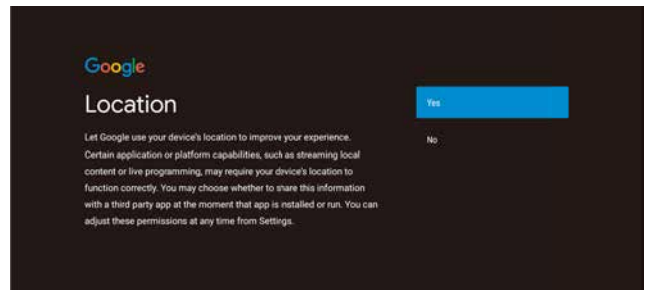 Google
Location
Let Google use your device's location to improve your experience.
Certain application or platform capabilities, such as streaming local
content or live programming, may require your device's location to
function correctly. You may choose whether to share this information
with a third party app at the moment that app is installed or run. You can
adjust these permissions at any time from Settings.
Yes
No